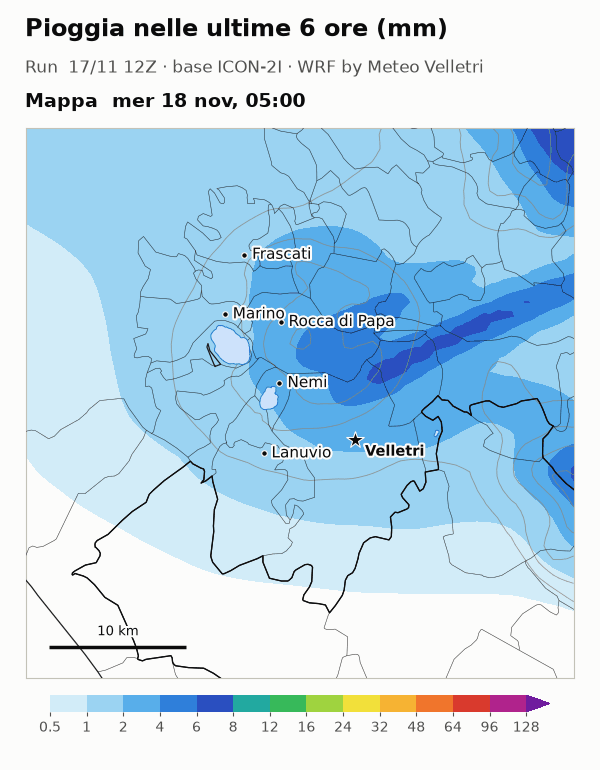 Pioggia nelle ultime 6 ore (mm)
Run 17/11 12Z · base ICON-2I · WRF by Meteo Velletri
Mappa mer 18 nov, 05:00
Frascati
Marino
Rocca di Papa
Nemi
Velletri
Lanuvio
10 km
0.5 1 2 4 6 8 12 16 24 32 48 64 96 128